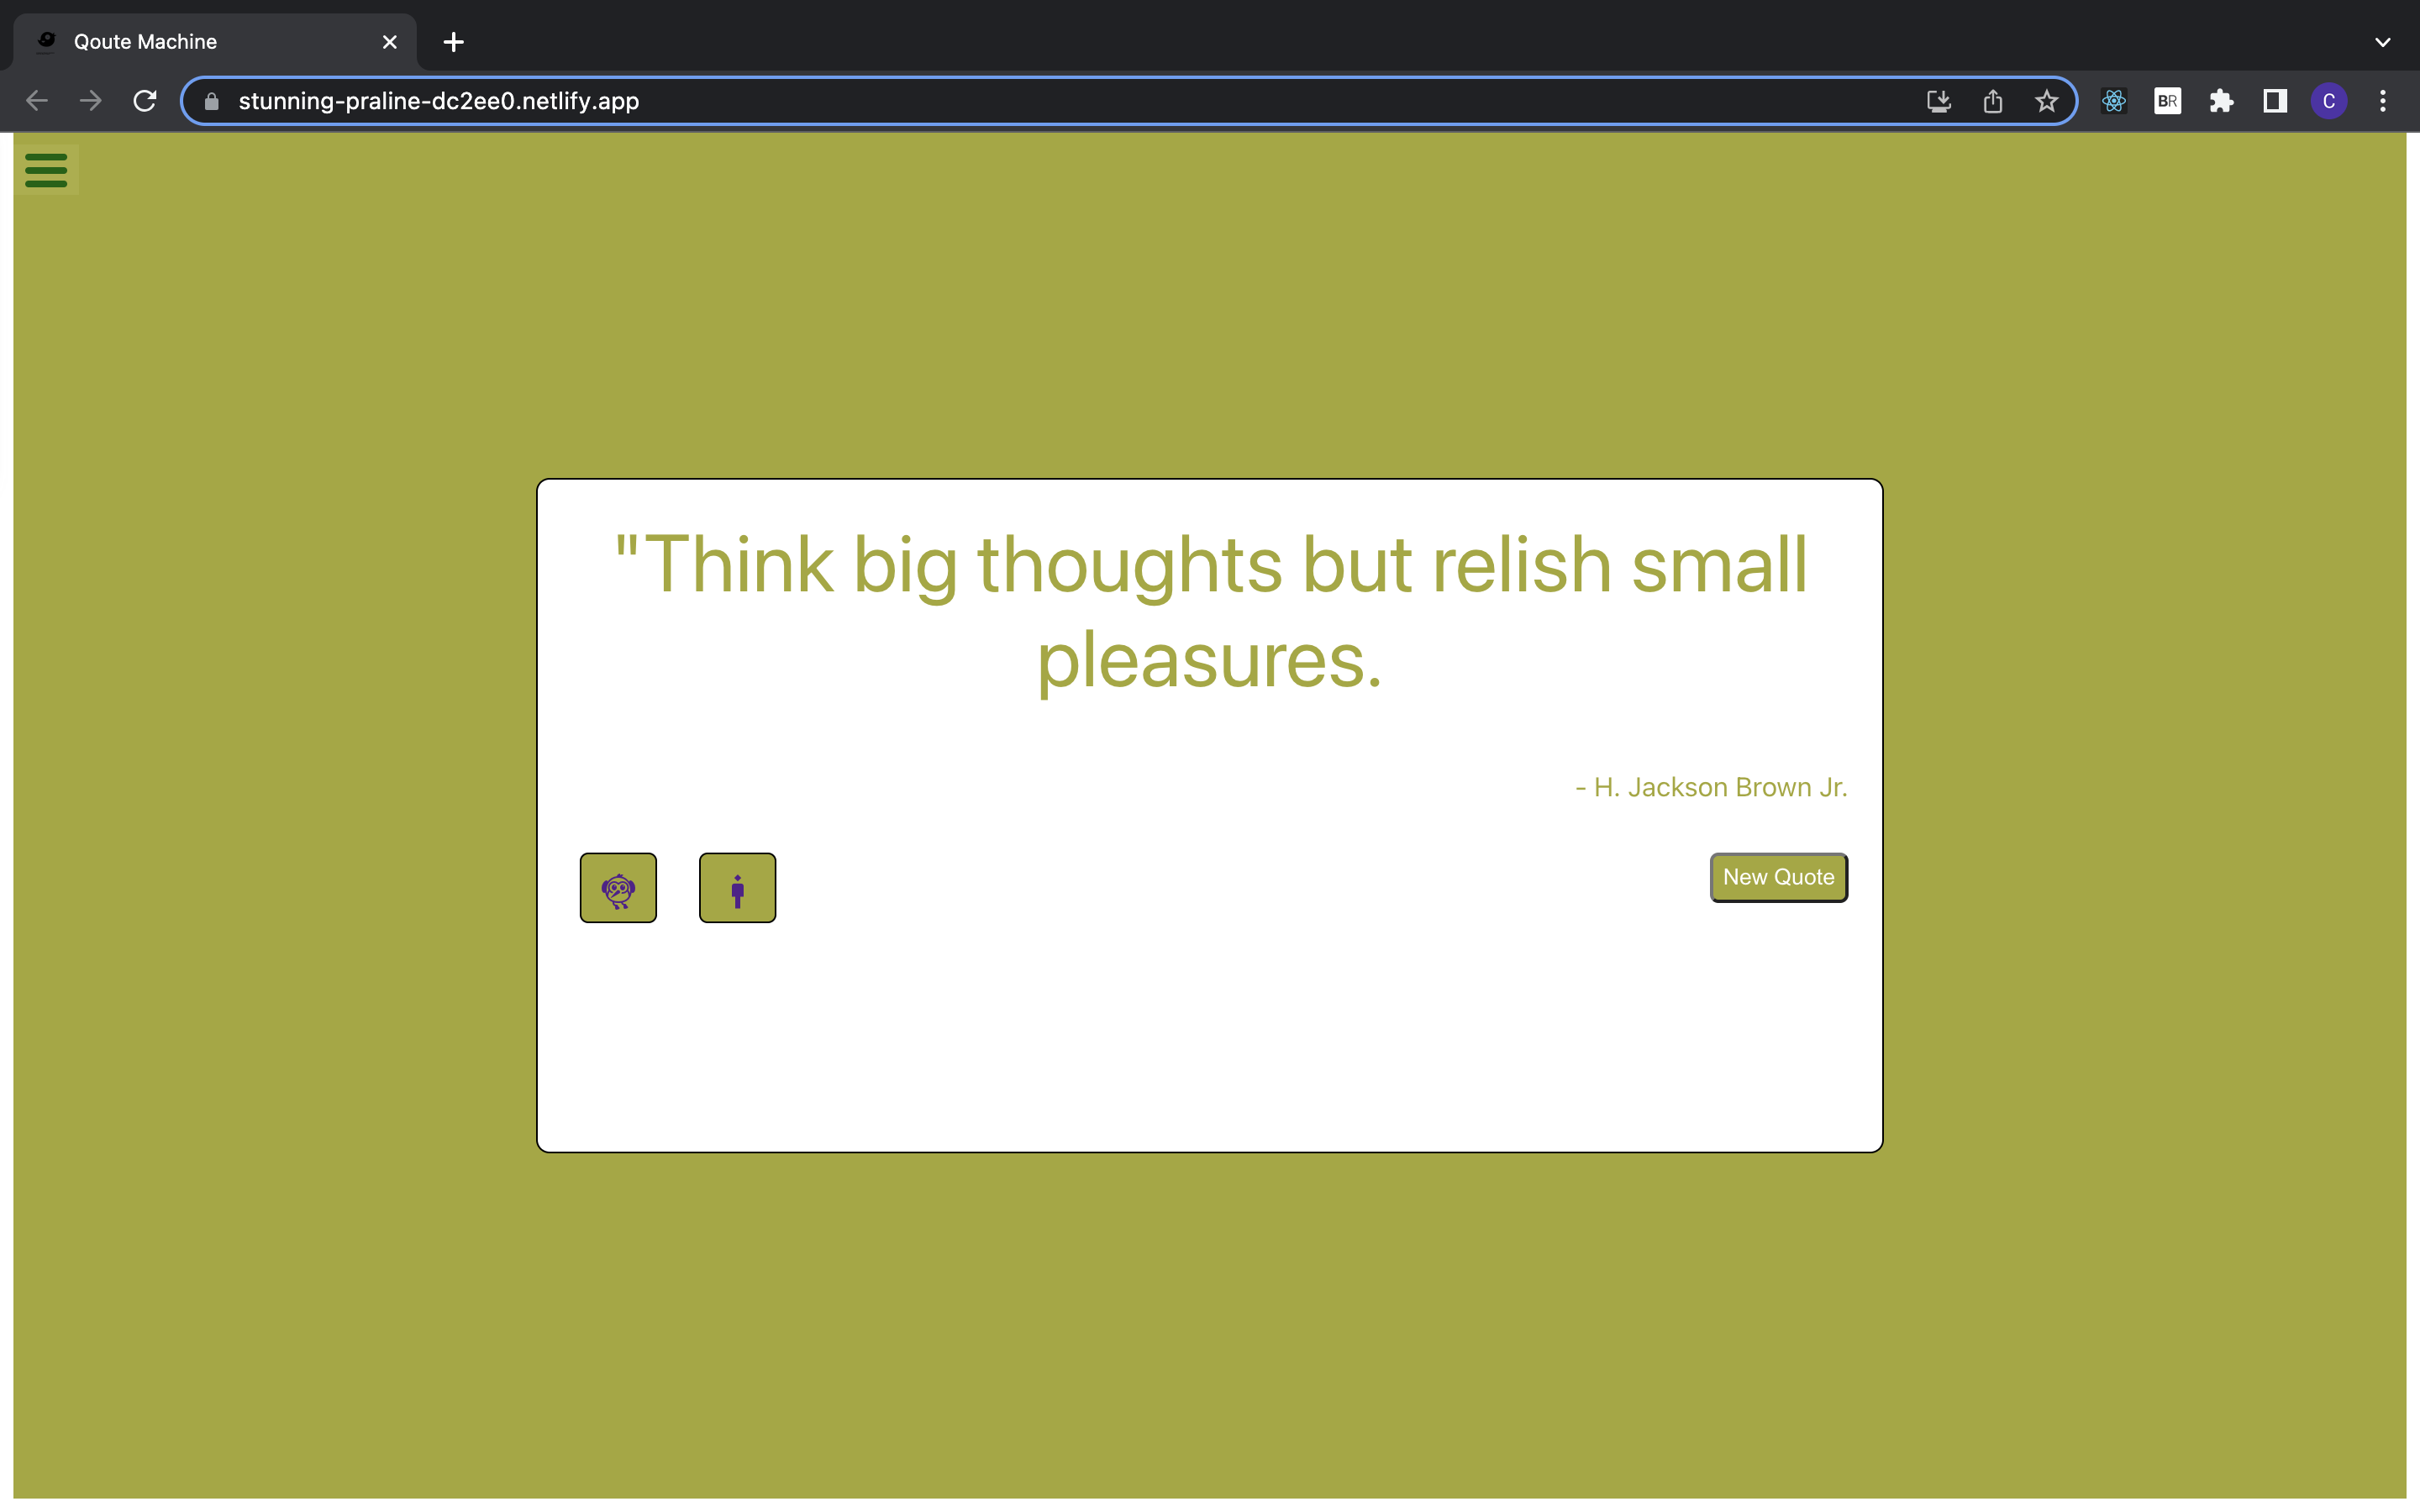 Qoute Machine
stunning-praline-dc2ee0.netlify.app
BR
C
"Think big thoughts but relish small
pleasures.
- H. Jackson Brown Jr.
New Quote